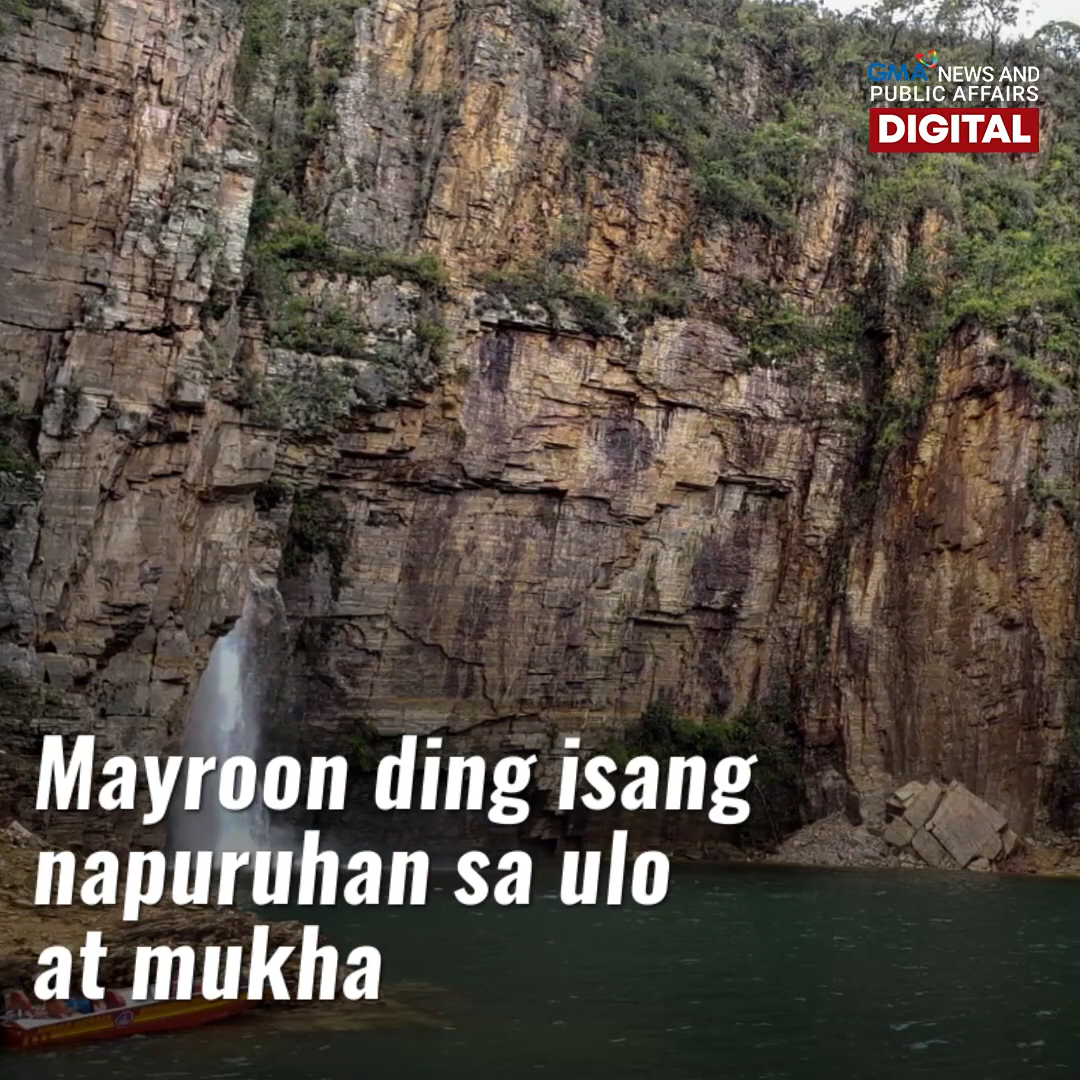 GMA NEWS AND
PUBLIC AFFAIRS
DIGITAL
Mayroon ding isang
napuruhan sa ulo
at mukha